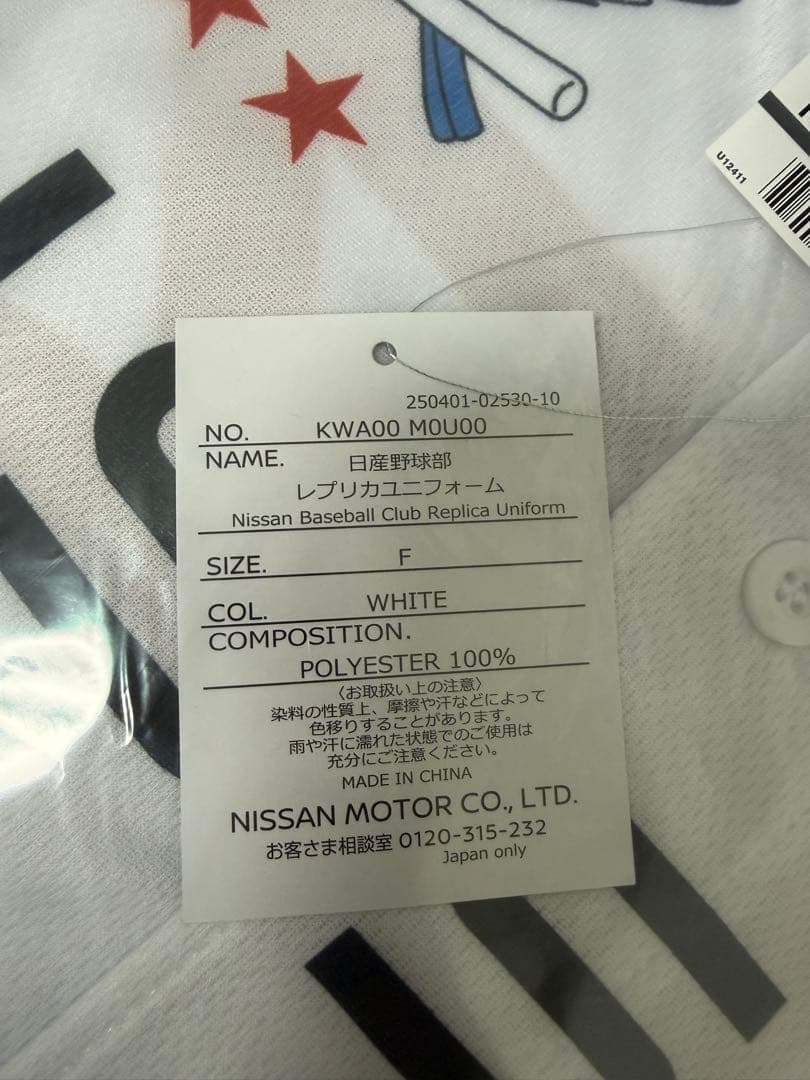 U12411
250401-02530-10
NO. KWA00 M0U00
NAME. 日産野球部
レプリカユニフォーム
Nissan Baseball Club Replica Uniform
SIZE. F
COL. WHITE
COMPOSITION.
POLYESTER 100%
〈お取扱い上の注意〉
染料の性質上、摩擦や汗などによって
色移りすることがあります。
雨や汗に濡れた状態でのご使用は
充分にご注意ください。
MADE IN CHINA
NISSAN MOTOR CO., LTD.
お客さま相談室 0120-315-232
Japan only